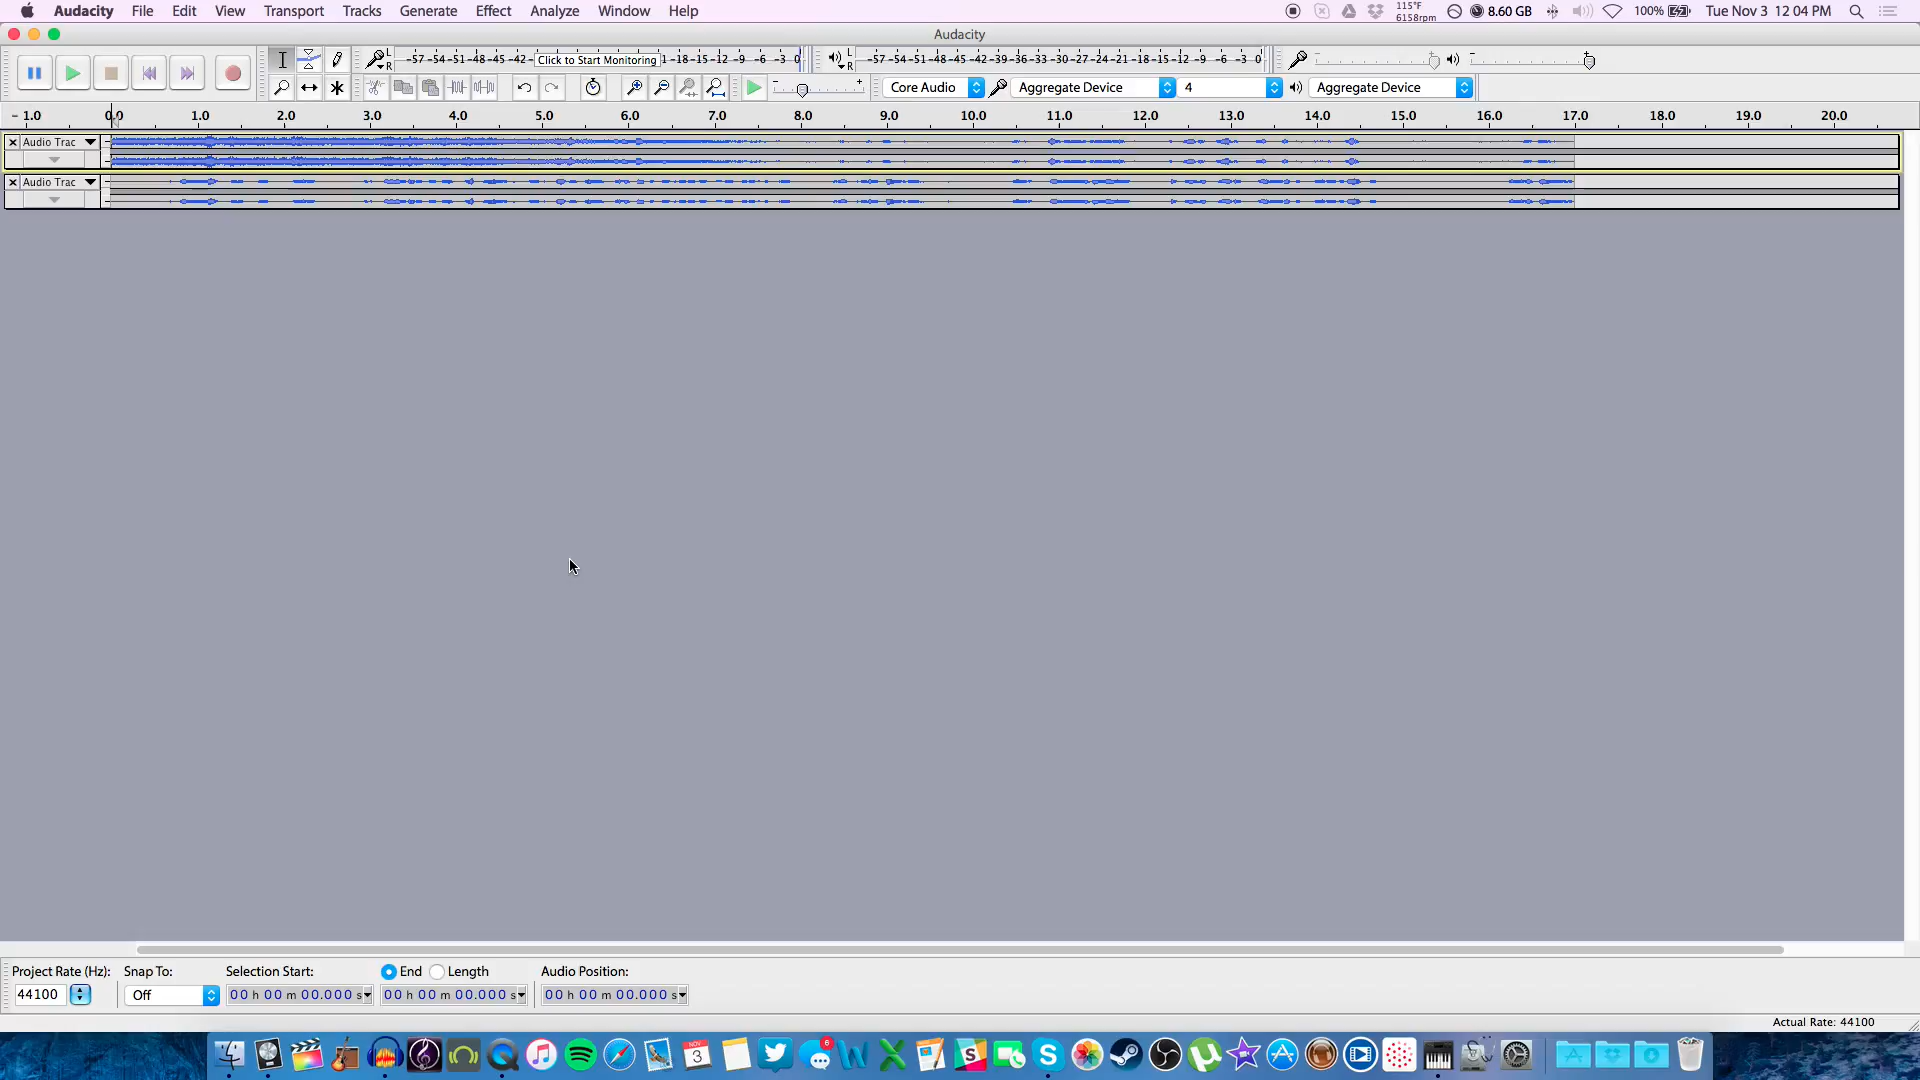 Audacity File Edit View Transport Tracks Generate Effect Analyze Window Help 115°F 6158rpm 8.60 GB 100% Tue Nov 3 12:04 PM
Audacity
L R -57 -54 -51 -48 -45 -42- Click to Start Monitoring 1 -18 -15 -12 -9 -6 -3 0 L R -57 -54 -51 -48 -45 -42 -39 -36 -33 -30 -27 -24 -21 -18 -15 -12 -9 -6 -3 0 - + - +
- + Core Audio Aggregate Device 4 Aggregate Device
- 1.0 0.0 1.0 2.0 3.0 4.0 5.0 6.0 7.0 8.0 9.0 10.0 11.0 12.0 13.0 14.0 15.0 16.0 17.0 18.0 19.0 20.0
Audio Trac
Audio Trac
Project Rate (Hz): Snap To: Selection Start: End Length Audio Position:
44100 Off 00 h 00 m 00.000 s 00 h 00 m 00.000 s 00 h 00 m 00.000 s
Actual Rate: 44100
NOV
3
6